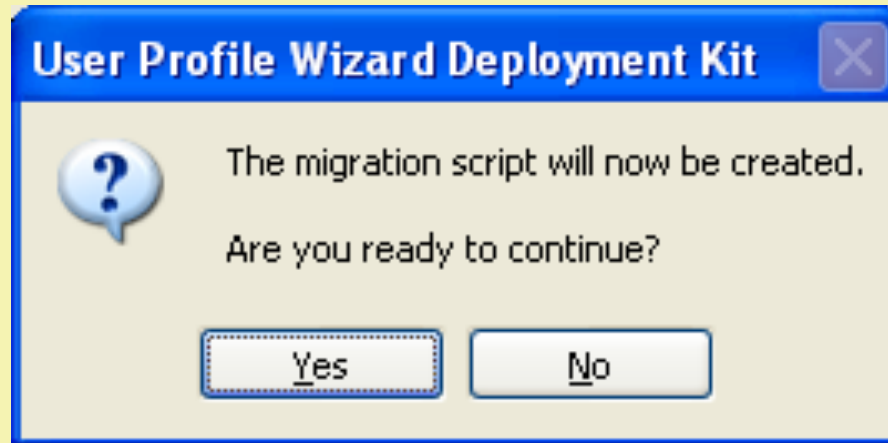 User Profile Wizard Deployment Kit
The migration script will now be created.
Are you ready to continue?
Yes
No